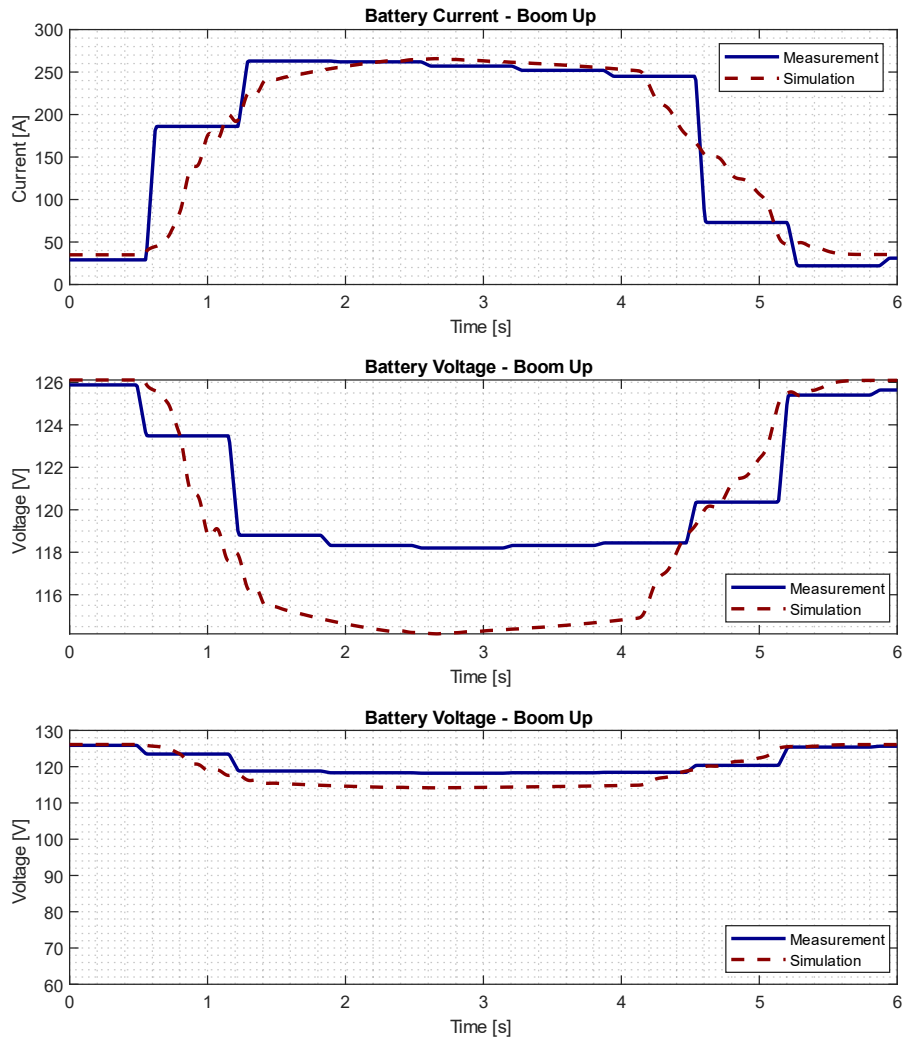 Battery Current - Boom Up
300
250
200
150
100
50
0
Current [A]
Measurement
Simulation
0 1 2 3 4 5 6
Time [s]
Battery Voltage - Boom Up
126
124
122
120
118
116
Voltage [V]
Measurement
Simulation
0 1 2 3 4 5 6
Time [s]
Battery Voltage - Boom Up
130
120
110
100
90
80
70
60
Voltage [V]
Measurement
Simulation
0 1 2 3 4 5 6
Time [s]